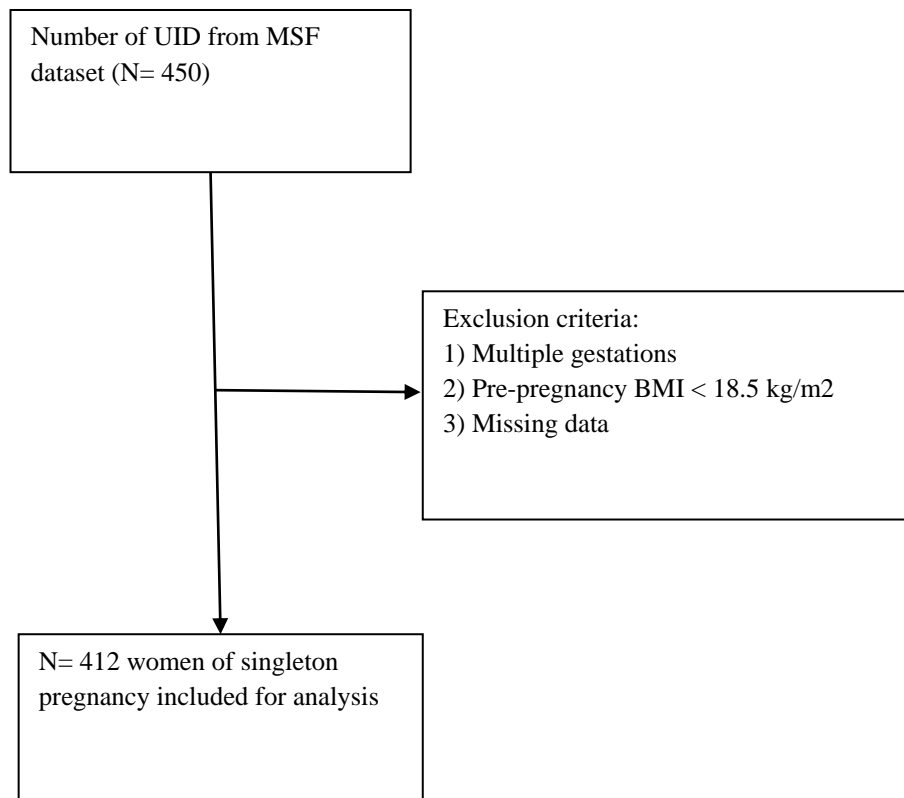 Number of UID from MSF
dataset (N= 450)
Exclusion criteria:
1) Multiple gestations
2) Pre-pregnancy BMI < 18.5 kg/m2
3) Missing data
N= 412 women of singleton
pregnancy included for analysis